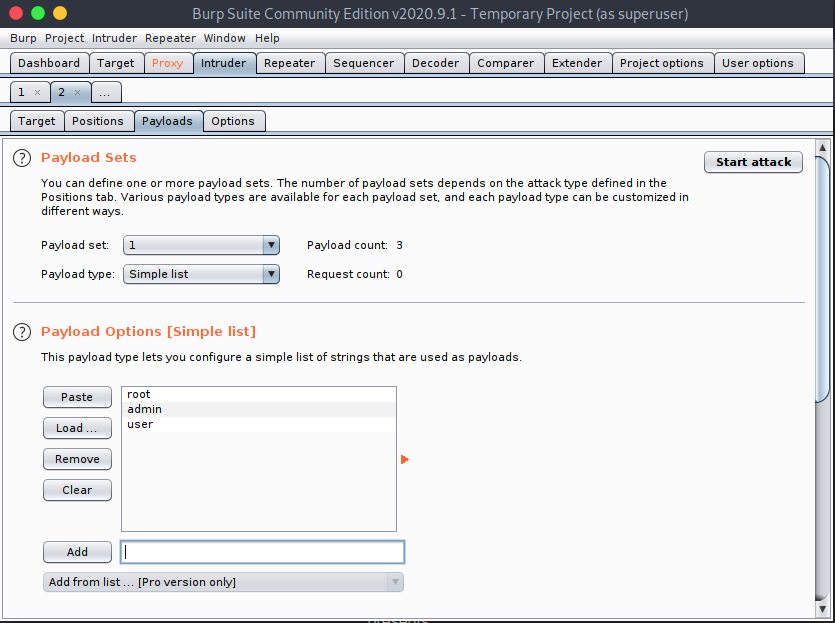 Burp Suite Community Edition v2020.9.1 - Temporary Project (as superuser)
Burp Project Intruder Repeater Window Help
Dashboard Target Proxy Intruder Repeater Sequencer Decoder Comparer Extender Project options User options
1 × 2 × ...
Target Positions Payloads Options
? Payload Sets
Start attack
You can define one or more payload sets. The number of payload sets depends on the attack type defined in the
Positions tab. Various payload types are available for each payload set, and each payload type can be customized in
different ways.
Payload set: 1 Payload count: 3
Payload type: Simple list Request count: 0
? Payload Options [Simple list]
This payload type lets you configure a simple list of strings that are used as payloads.
Paste
Load ...
Remove
Clear
root
admin
user
Add
Add from list ... [Pro version only]